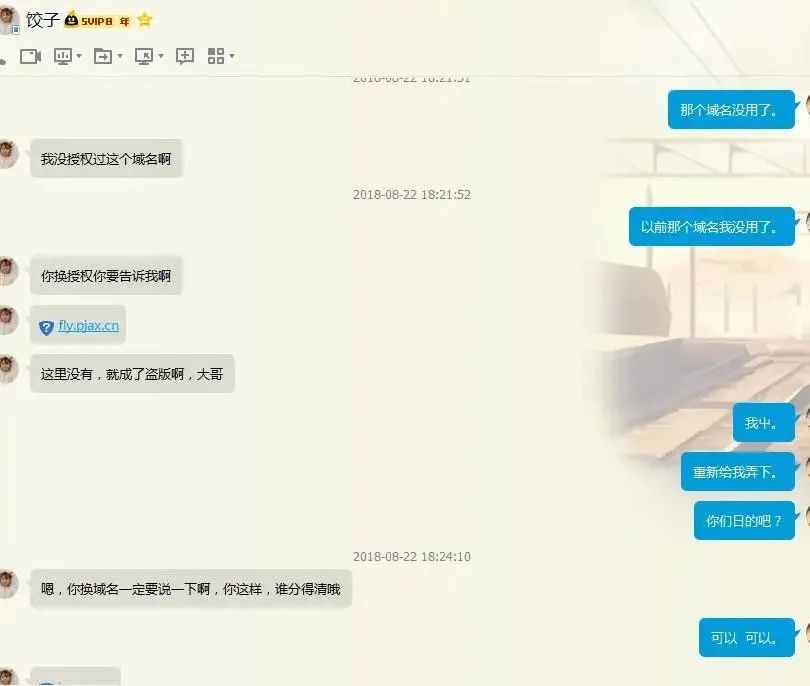 饺子 SVIP8 年
2018-08-22 18:21:31
那个域名没用了。
我没授权过这个域名啊
2018-08-22 18:21:52
以前那个域名我没用了。
你换授权你要告诉我啊
fly.pjax.cn
这里没有，就成了盗版啊，大哥
我屮。
重新给我弄下。
你们日的吧？
2018-08-22 18:24:10
嗯，你换域名一定要说一下啊，你这样，谁分得清哦
可以 可以。